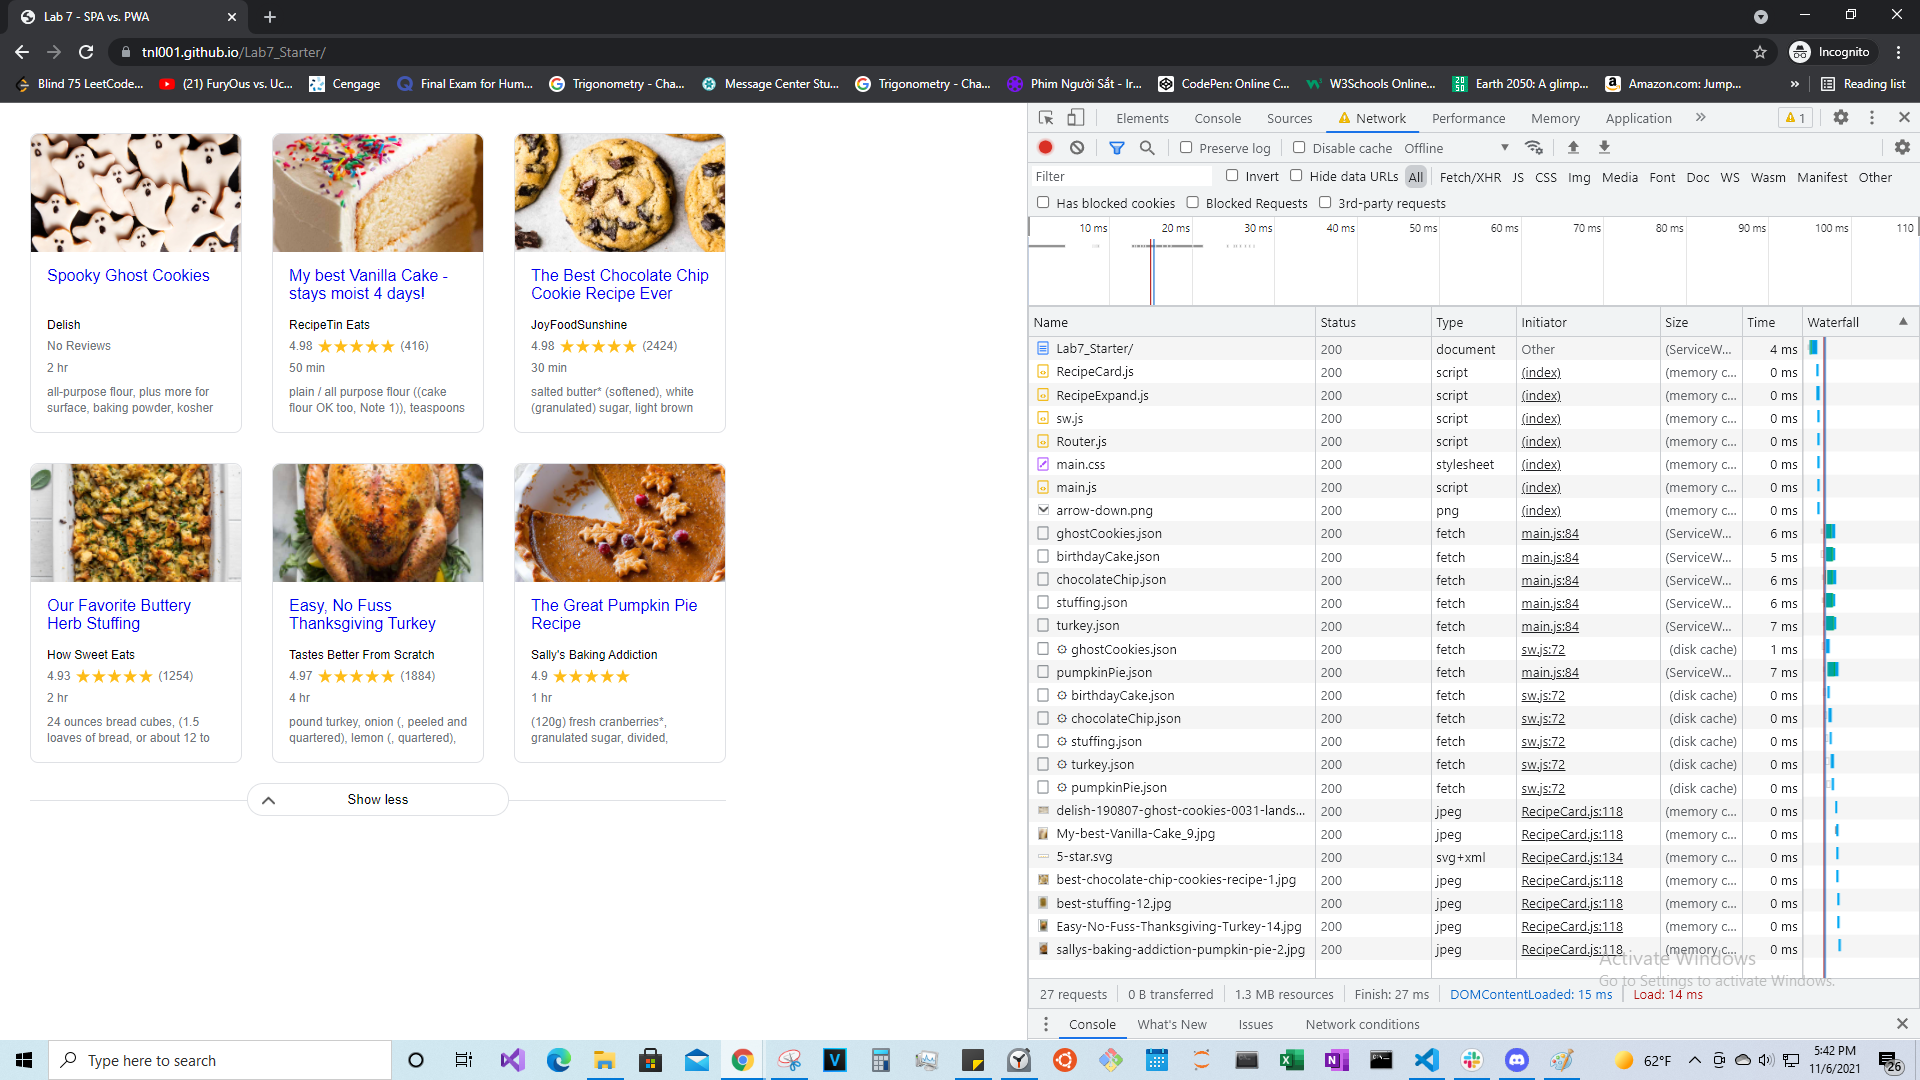 Lab 7 - SPA vs. PWA
tnl001.github.io/Lab7_Starter/
Incognito
Blind 75 LeetCode...
(21) FuryOus vs. Uc...
Cengage
Final Exam for Hum...
Trigonometry - Cha...
Message Center Stu...
Trigonometry - Cha...
Phim Người Sắt - Ir...
CodePen: Online C...
W3Schools Online...
Earth 2050: A glimp...
Amazon.com: Jump...
»
Reading list
Spooky Ghost Cookies
Delish
No Reviews
2 hr
all-purpose flour, plus more for
surface, baking powder, kosher
My best Vanilla Cake -
stays moist 4 days!
RecipeTin Eats
4.98 (416)
50 min
plain / all purpose flour ((cake
flour OK too, Note 1)), teaspoons
The Best Chocolate Chip
Cookie Recipe Ever
JoyFoodSunshine
4.98 (2424)
30 min
salted butter* (softened), white
(granulated) sugar, light brown
Our Favorite Buttery
Herb Stuffing
How Sweet Eats
4.93 (1254)
2 hr
24 ounces bread cubes, (1.5
loaves of bread, or about 12 to
Easy, No Fuss
Thanksgiving Turkey
Tastes Better From Scratch
4.97 (1884)
4 hr
pound turkey, onion (, peeled and
quartered), lemon (, quartered),
The Great Pumpkin Pie
Recipe
Sally's Baking Addiction
4.9
1 hr
(120g) fresh cranberries*,
granulated sugar, divided,
Show less
Elements Console Sources Network Performance Memory Application » 1
Preserve log Disable cache Offline
Filter Invert Hide data URLs All Fetch/XHR JS CSS Img Media Font Doc WS Wasm Manifest Other
Has blocked cookies Blocked Requests 3rd-party requests
10 ms 20 ms 30 ms 40 ms 50 ms 60 ms 70 ms 80 ms 90 ms 100 ms 110
Name Status Type Initiator Size Time Waterfall
Lab7_Starter/ 200 document Other (ServiceW... 4 ms
RecipeCard.js 200 script (index) (memory c... 0 ms
RecipeExpand.js 200 script (index) (memory c... 0 ms
sw.js 200 script (index) (memory c... 0 ms
Router.js 200 script (index) (memory c... 0 ms
main.css 200 stylesheet (index) (memory c... 0 ms
main.js 200 script (index) (memory c... 0 ms
arrow-down.png 200 png (index) (memory c... 0 ms
ghostCookies.json 200 fetch main.js:84 (ServiceW... 6 ms
birthdayCake.json 200 fetch main.js:84 (ServiceW... 5 ms
chocolateChip.json 200 fetch main.js:84 (ServiceW... 6 ms
stuffing.json 200 fetch main.js:84 (ServiceW... 6 ms
turkey.json 200 fetch main.js:84 (ServiceW... 7 ms
ghostCookies.json 200 fetch sw.js:72 (disk cache) 1 ms
pumpkinPie.json 200 fetch main.js:84 (ServiceW... 7 ms
birthdayCake.json 200 fetch sw.js:72 (disk cache) 0 ms
chocolateChip.json 200 fetch sw.js:72 (disk cache) 0 ms
stuffing.json 200 fetch sw.js:72 (disk cache) 0 ms
turkey.json 200 fetch sw.js:72 (disk cache) 0 ms
pumpkinPie.json 200 fetch sw.js:72 (disk cache) 0 ms
delish-190807-ghost-cookies-0031-lands... 200 jpeg RecipeCard.js:118 (memory c... 0 ms
My-best-Vanilla-Cake_9.jpg 200 jpeg RecipeCard.js:118 (memory c... 0 ms
5-star.svg 200 svg+xml RecipeCard.js:134 (memory c... 0 ms
best-chocolate-chip-cookies-recipe-1.jpg 200 jpeg RecipeCard.js:118 (memory c... 0 ms
best-stuffing-12.jpg 200 jpeg RecipeCard.js:118 (memory c... 0 ms
Easy-No-Fuss-Thanksgiving-Turkey-14.jpg 200 jpeg RecipeCard.js:118 (memory c... 0 ms
sallys-baking-addiction-pumpkin-pie-2.jpg 200 jpeg RecipeCard.js:118 (memory c... 0 ms
Activate Windows
Go to Settings to activate Windows.
27 requests 0 B transferred 1.3 MB resources Finish: 27 ms DOMContentLoaded: 15 ms Load: 14 ms
Console What's New Issues Network conditions
Type here to search
62°F
5:42 PM
11/6/2021
26